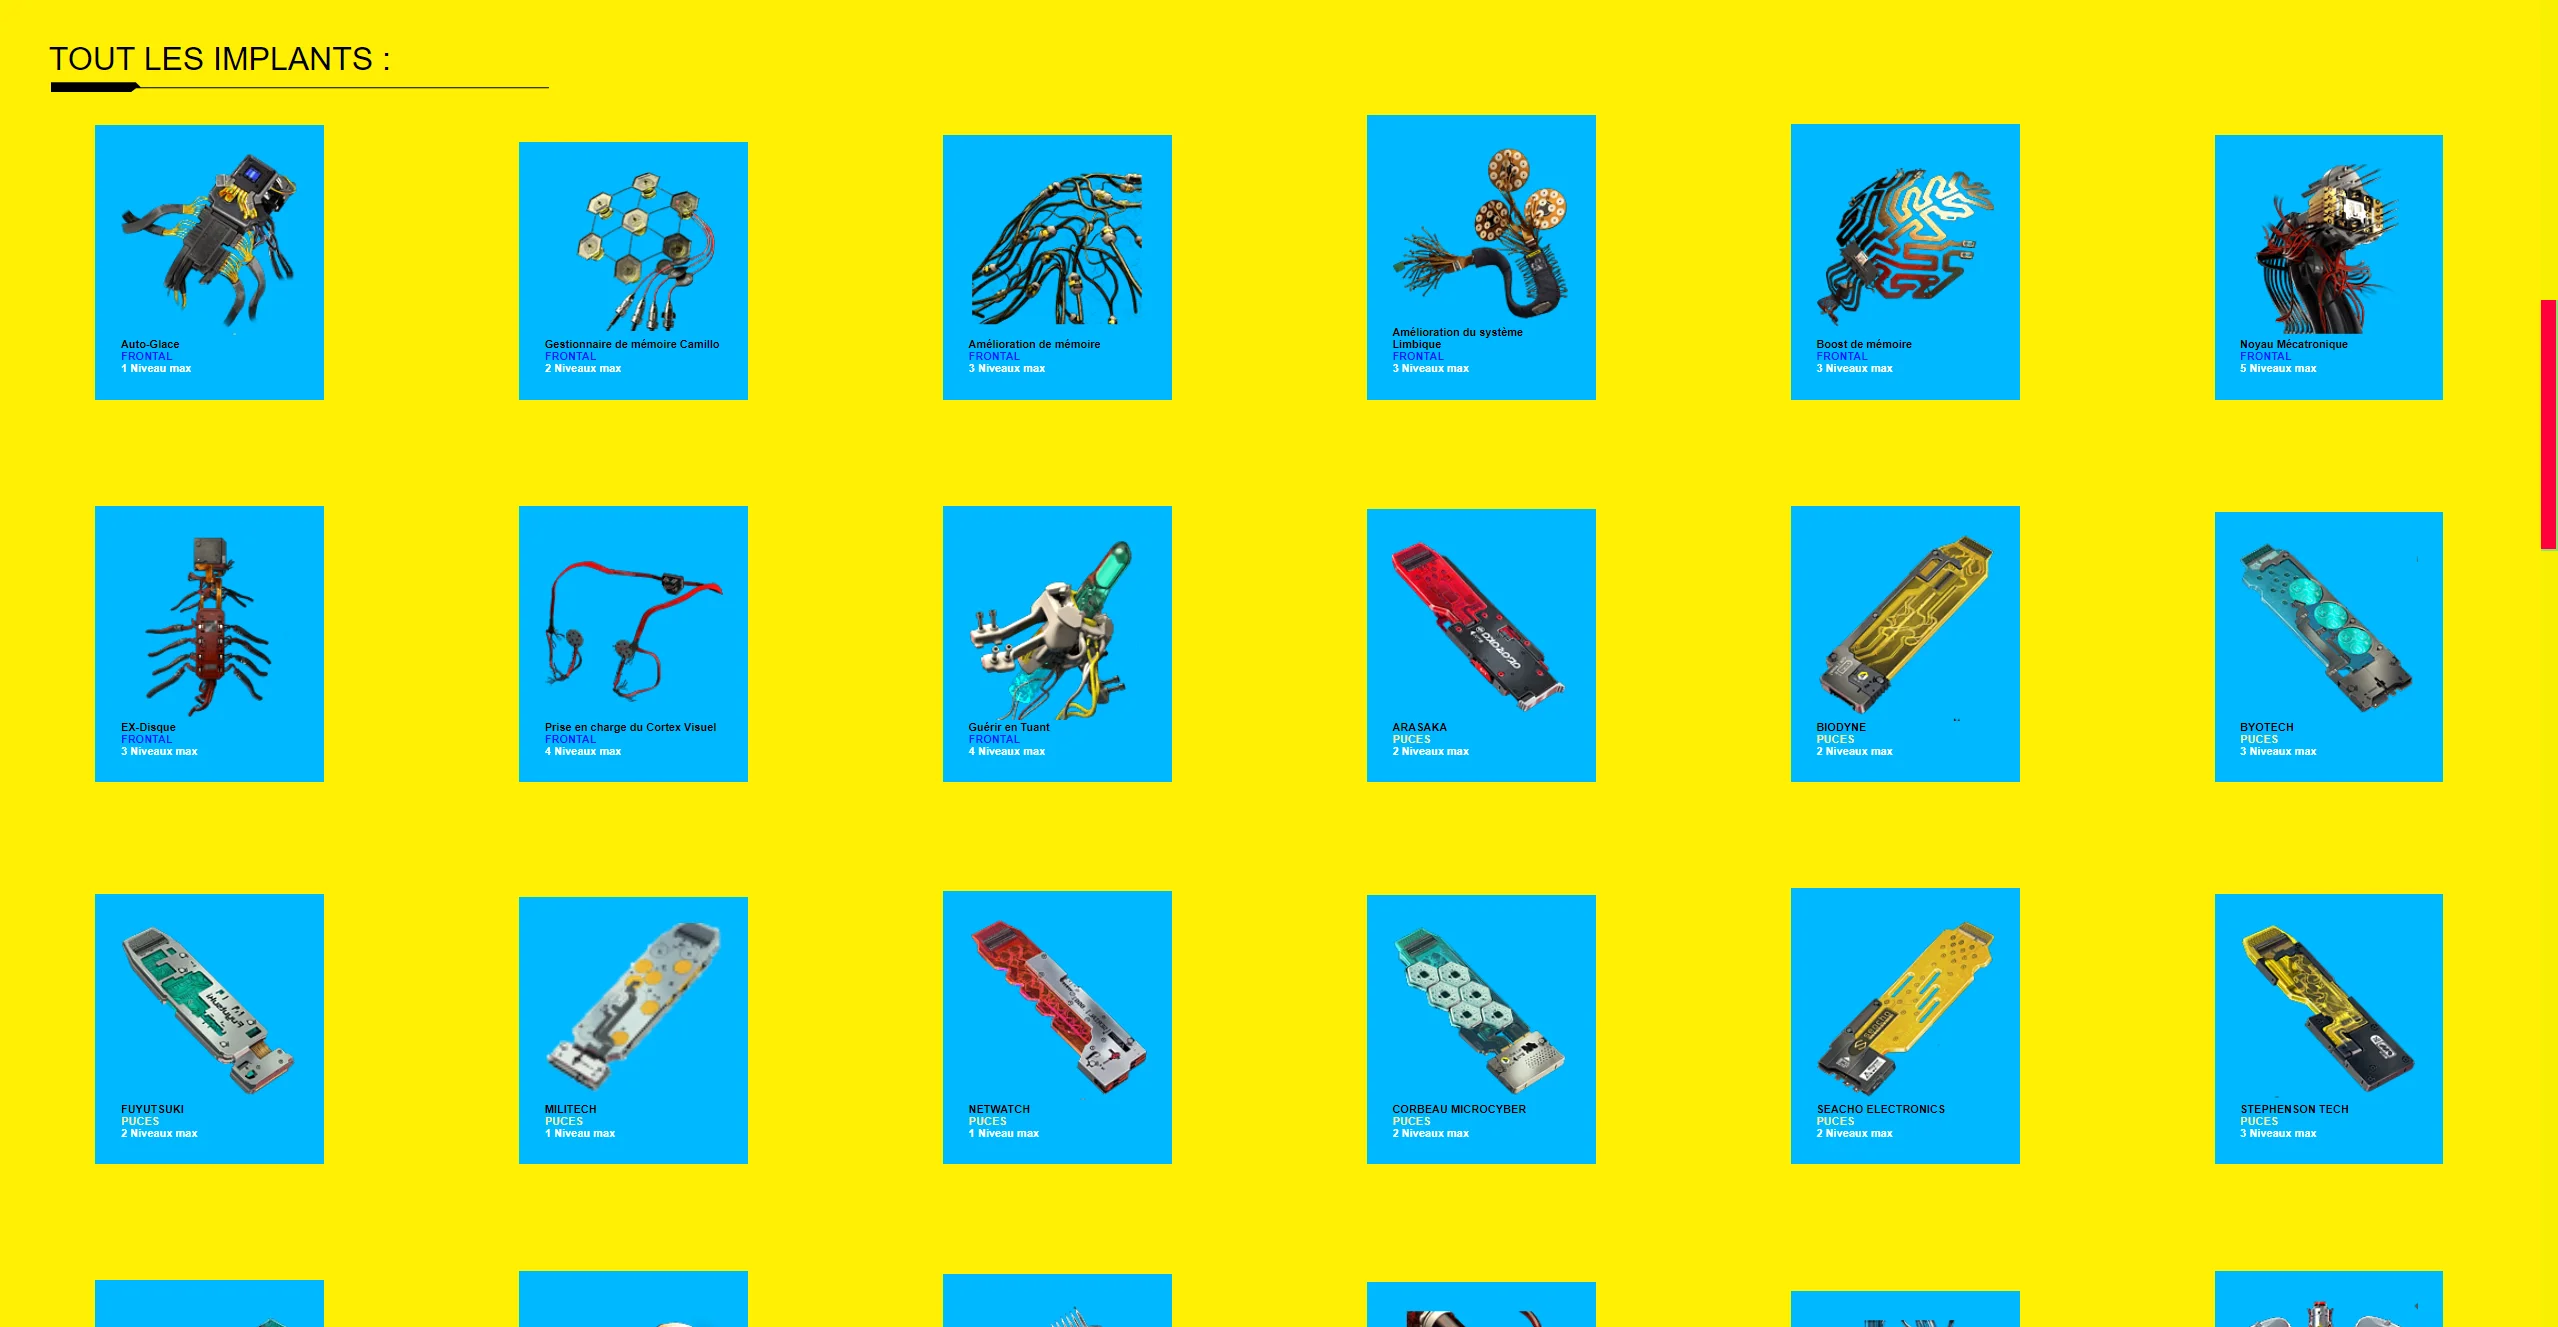 TOUT LES IMPLANTS :
Auto-Glace
FRONTAL
1 Niveau max
Gestionnaire de mémoire Camillo
FRONTAL
2 Niveaux max
Amélioration de mémoire
FRONTAL
3 Niveaux max
Amélioration du système
Limbique
FRONTAL
3 Niveaux max
Boost de mémoire
FRONTAL
3 Niveaux max
Noyau Mécatronique
FRONTAL
5 Niveaux max
EX-Disque
FRONTAL
3 Niveaux max
Prise en charge du Cortex Visuel
FRONTAL
4 Niveaux max
Guérir en Tuant
FRONTAL
4 Niveaux max
ARASAKA
PUCES
2 Niveaux max
BIODYNE
PUCES
2 Niveaux max
BYOTECH
PUCES
3 Niveaux max
FUYUTSUKI
PUCES
2 Niveaux max
MILITECH
PUCES
1 Niveau max
NETWATCH
PUCES
1 Niveau max
CORBEAU MICROCYBER
PUCES
2 Niveaux max
seacho
SEACHO ELECTRONICS
PUCES
2 Niveaux max
STEPHENSON TECH
PUCES
3 Niveaux max